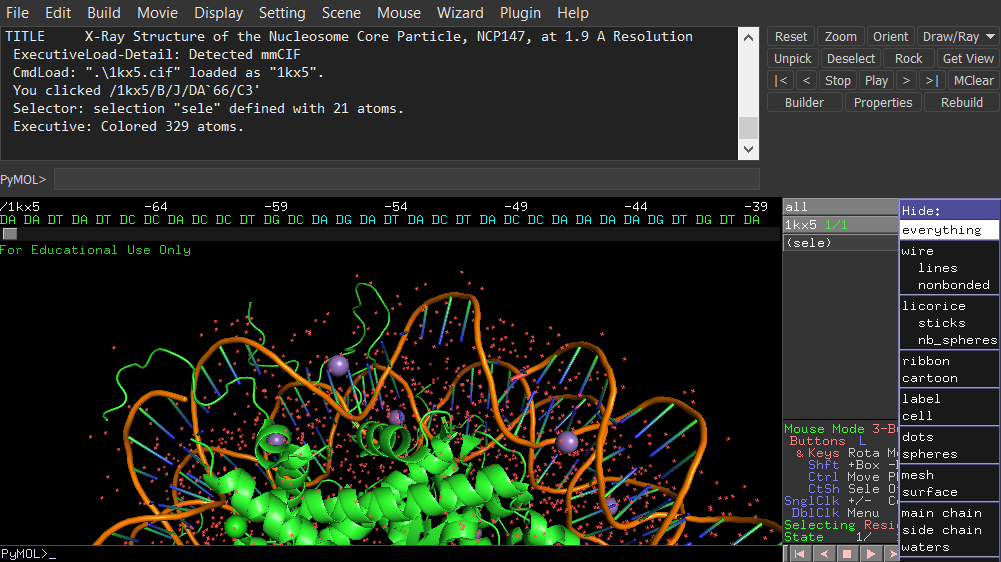 File Edit Build Movie Display Setting Scene Mouse Wizard Plugin Help
TITLE X-Ray Structure of the Nucleosome Core Particle, NCP147, at 1.9 A Resolution
ExecutiveLoad-Detail: Detected mmCIF
CmdLoad: ".\1kx5.cif" loaded as "1kx5".
You clicked /1kx5/B/J/DA`66/C3'
Selector: selection "sele" defined with 21 atoms.
Executive: Colored 329 atoms.
Reset Zoom Orient Draw/Ray
Unpick Deselect Rock Get View
|< < Stop Play > >| MClear
Builder Properties Rebuild
PyMOL>
/1kx5 -64 -59 -54 -49 -44 -39
DA DA DT DA DT DC DC DA DC DC DT DG DC DA DG DA DT DA DC DT DA DC DC DA DA DA DA DG DT DG DT DA
For Educational Use Only
all
1kx5 1/1
(sele)
Hide:
everything
wire
lines
nonbonded
licorice
sticks
nb_spheres
ribbon
cartoon
label
cell
dots
spheres
mesh
surface
main chain
side chain
waters
Mouse Mode 3-B
Buttons L
& Keys Rota M
Shft +Box -
Ctrl Move P
CtSh Sele O
SnglClk +/- C
DblClk Menu
Selecting Resi
State 1/
PyMOL>_